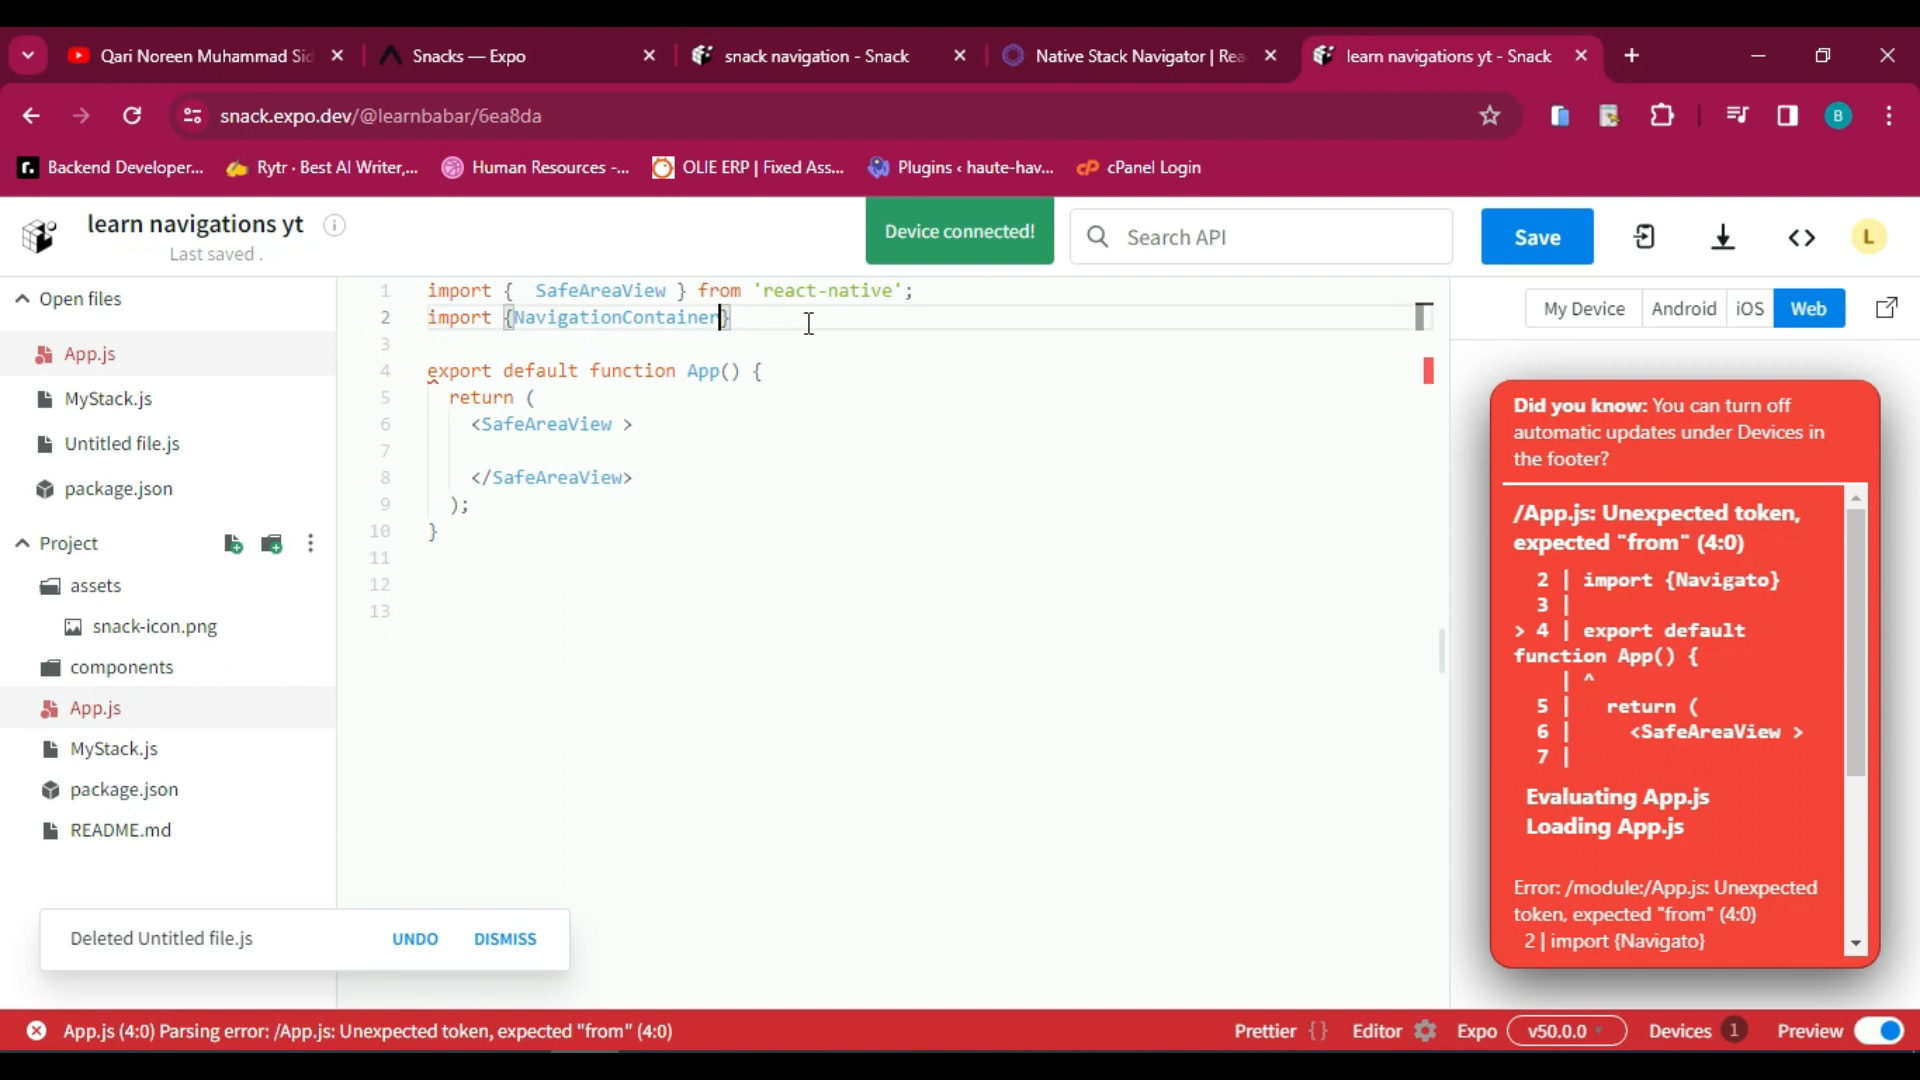 Qari Noreen Muhammad Sid
Snacks — Expo
snack navigation - Snack
Native Stack Navigator | Rea
learn navigations yt - Snack
snack.expo.dev/@learnbabar/6ea8da
B
Backend Developer...
Rytr · Best AI Writer,...
Human Resources -...
OLIE ERP | Fixed Ass...
Plugins ‹ haute-hav...
cPanel Login
learn navigations yt
Last saved .
Device connected!
Search API
Save
L
Open files
App.js
MyStack.js
Untitled file.js
package.json
Project
assets
snack-icon.png
components
App.js
MyStack.js
package.json
README.md
1 import {  SafeAreaView } from 'react-native';
2 import {NavigationContainer}
3
4 export default function App() {
5 return (
6 <SafeAreaView >
7
8 </SafeAreaView>
9 );
10 }
11
12
13
My Device
Android
iOS
Web
Did you know: You can turn off
automatic updates under Devices in
the footer?
/App.js: Unexpected token,
expected "from" (4:0)
2 | import {Navigato}
3 |
> 4 | export default
function App() {
| ^
5 | return (
6 | <SafeAreaView >
7 |
Evaluating App.js
Loading App.js
Error: /module:/App.js: Unexpected
token, expected "from" (4:0)
2 | import {Navigato}
Deleted Untitled file.js
UNDO
DISMISS
App.js (4:0) Parsing error: /App.js: Unexpected token, expected "from" (4:0)
Prettier { }
Editor
Expo
v50.0.0
Devices 1
Preview